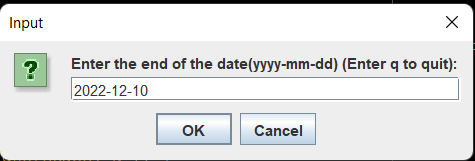 Input
Enter the end of the date(yyyy-mm-dd) (Enter q to quit):
2022-12-10
OK Cancel